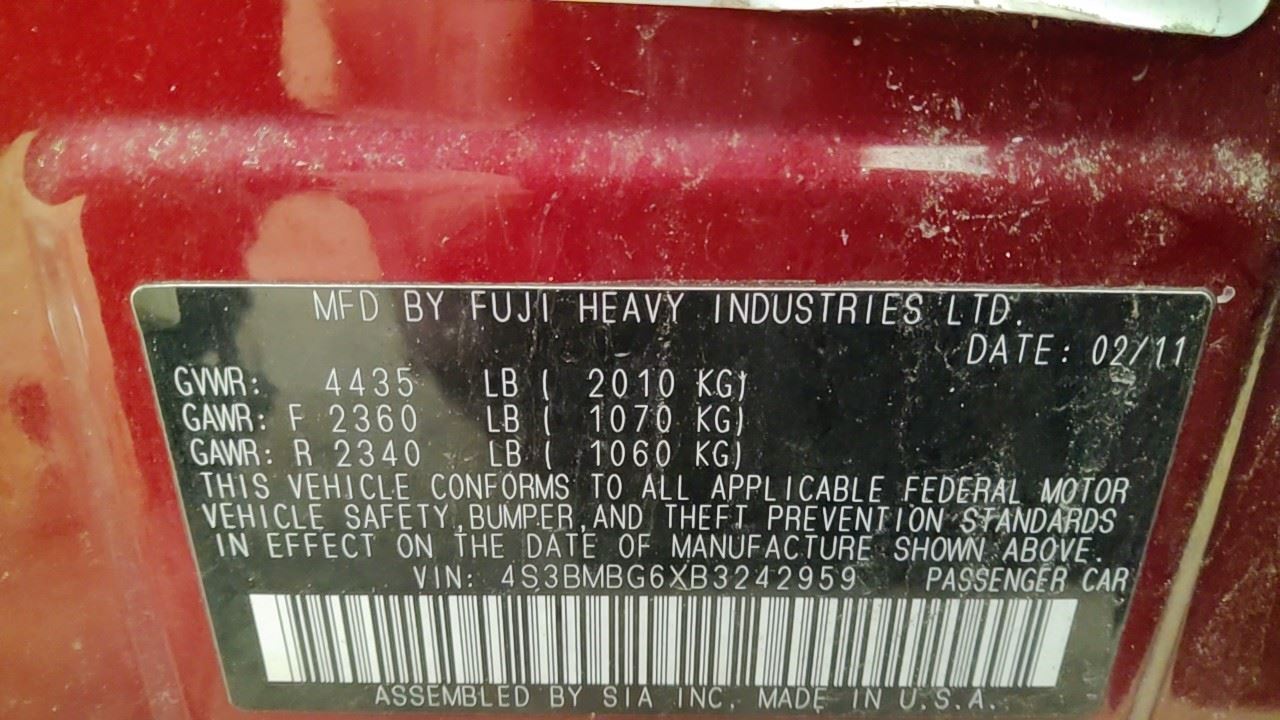 MFD BY FUJI HEAVY INDUSTRIES LTD.
DATE: 02/11
GVWR: 4435 LB ( 2010 KG)
GAWR: F 2360 LB ( 1070 KG)
GAWR: R 2340 LB ( 1060 KG)
THIS VEHICLE CONFORMS TO ALL APPLICABLE FEDERAL MOTOR
VEHICLE SAFETY,BUMPER,AND THEFT PREVENTION STANDARDS
IN EFFECT ON THE DATE OF MANUFACTURE SHOWN ABOVE.
VIN: 4S3BMBG6XB3242959 PASSENGER CAR
ASSEMBLED BY SIA INC. MADE IN U.S.A.